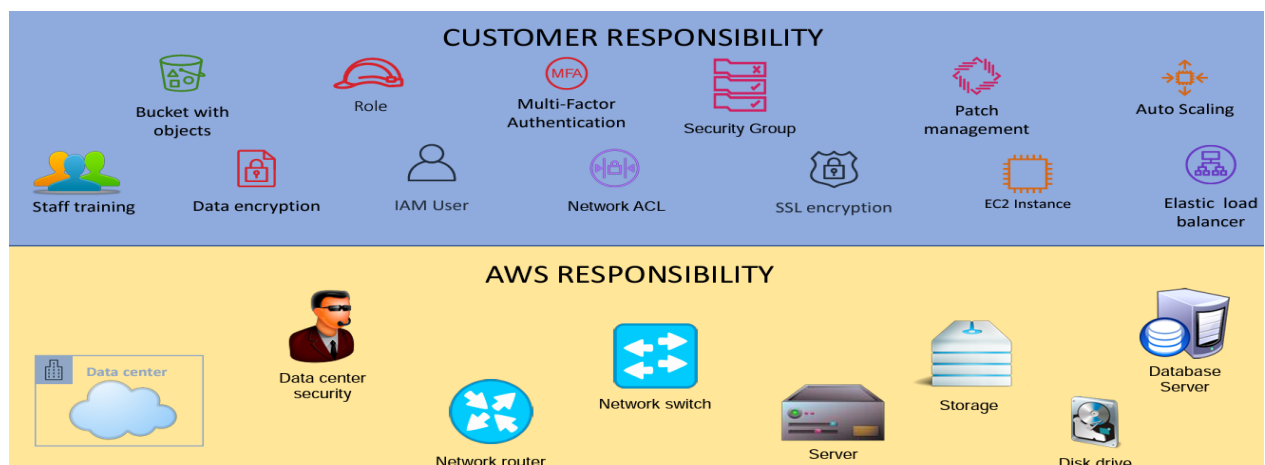 CUSTOMER RESPONSIBILITY
MFA
Bucket with
objects
Role
Multi-Factor
Authentication
Security Group
Patch
management
Auto Scaling
Staff training
Data encryption
IAM User
Network ACL
SSL encryption
EC2 Instance
Elastic load
balancer
AWS RESPONSIBILITY
Data center
Data center
security
Network router
Network switch
Server
Storage
Disk drive
Database
Server